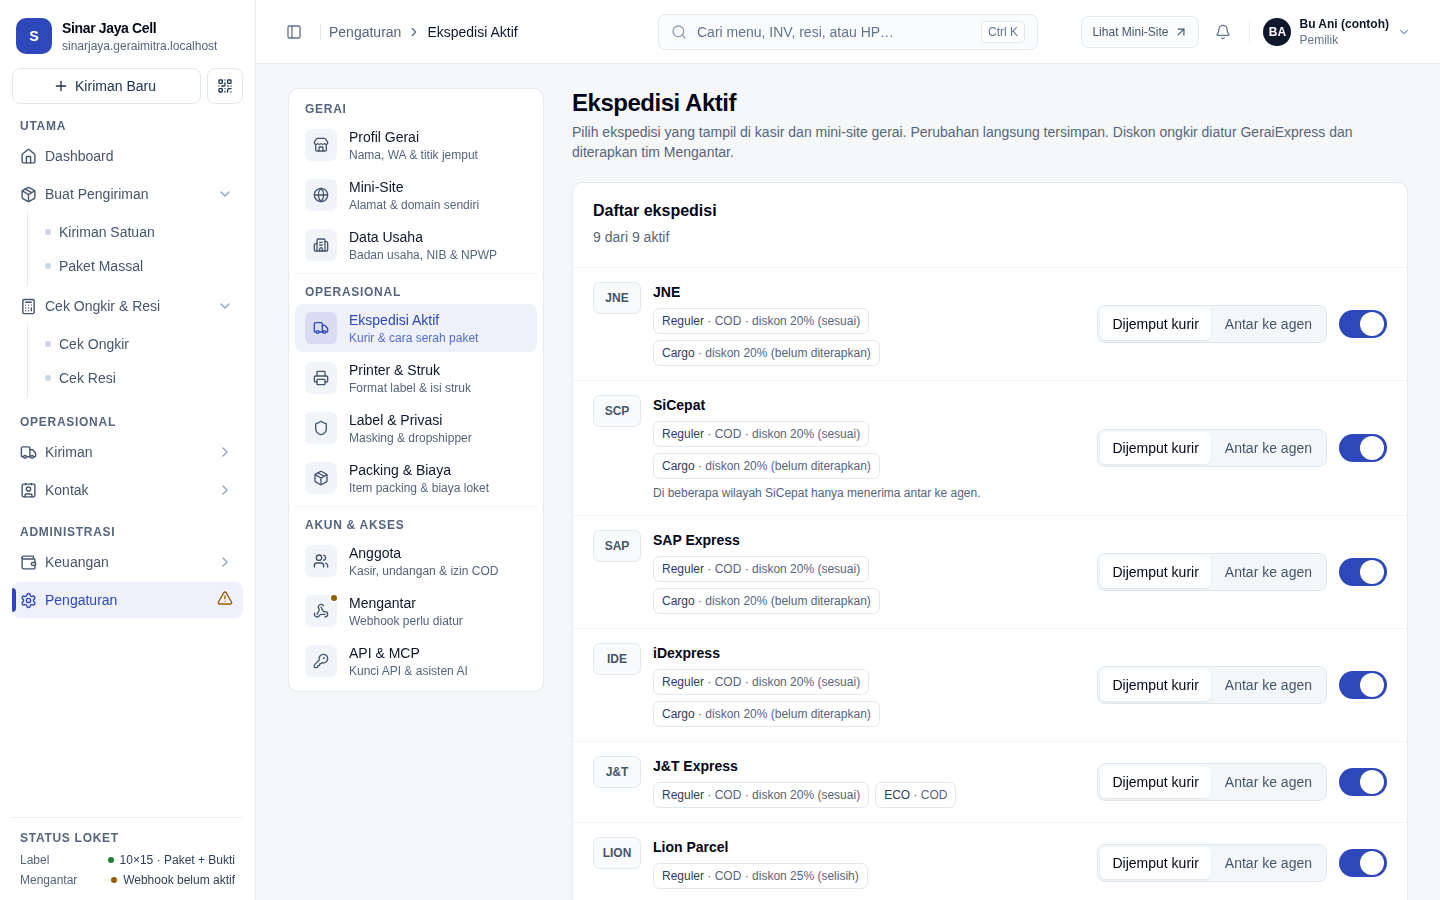 S
Sinar Jaya Cell
sinarjaya.geraimitra.localhost
Kiriman Baru
UTAMA
Dashboard
Buat Pengiriman
Kiriman Satuan
Paket Massal
Cek Ongkir & Resi
Cek Ongkir
Cek Resi
OPERASIONAL
Kiriman
Kontak
ADMINISTRASI
Keuangan
Pengaturan
STATUS LOKET
Label 10×15 · Paket + Bukti
Mengantar Webhook belum aktif
Pengaturan > Ekspedisi Aktif
Cari menu, INV, resi, atau HP… Ctrl K
Lihat Mini-Site
BA
Bu Ani (contoh)
Pemilik
GERAI
Profil Gerai
Nama, WA & titik jemput
Mini-Site
Alamat & domain sendiri
Data Usaha
Badan usaha, NIB & NPWP
OPERASIONAL
Ekspedisi Aktif
Kurir & cara serah paket
Printer & Struk
Format label & isi struk
Label & Privasi
Masking & dropshipper
Packing & Biaya
Item packing & biaya loket
AKUN & AKSES
Anggota
Kasir, undangan & izin COD
Mengantar
Webhook perlu diatur
API & MCP
Kunci API & asisten AI
Ekspedisi Aktif
Pilih ekspedisi yang tampil di kasir dan mini-site gerai. Perubahan langsung tersimpan. Diskon ongkir diatur GeraiExpress dan
diterapkan tim Mengantar.
Daftar ekspedisi
9 dari 9 aktif
JNE JNE
Reguler · COD · diskon 20% (sesuai)
Cargo · diskon 20% (belum diterapkan)
Dijemput kurir Antar ke agen
SCP SiCepat
Reguler · COD · diskon 20% (sesuai)
Cargo · diskon 20% (belum diterapkan)
Di beberapa wilayah SiCepat hanya menerima antar ke agen.
Dijemput kurir Antar ke agen
SAP SAP Express
Reguler · COD · diskon 20% (sesuai)
Cargo · diskon 20% (belum diterapkan)
Dijemput kurir Antar ke agen
IDE iDexpress
Reguler · COD · diskon 20% (sesuai)
Cargo · diskon 20% (belum diterapkan)
Dijemput kurir Antar ke agen
J&T J&T Express
Reguler · COD · diskon 20% (sesuai) ECO · COD
Dijemput kurir Antar ke agen
LION Lion Parcel
Reguler · COD · diskon 25% (selisih)
Dijemput kurir Antar ke agen